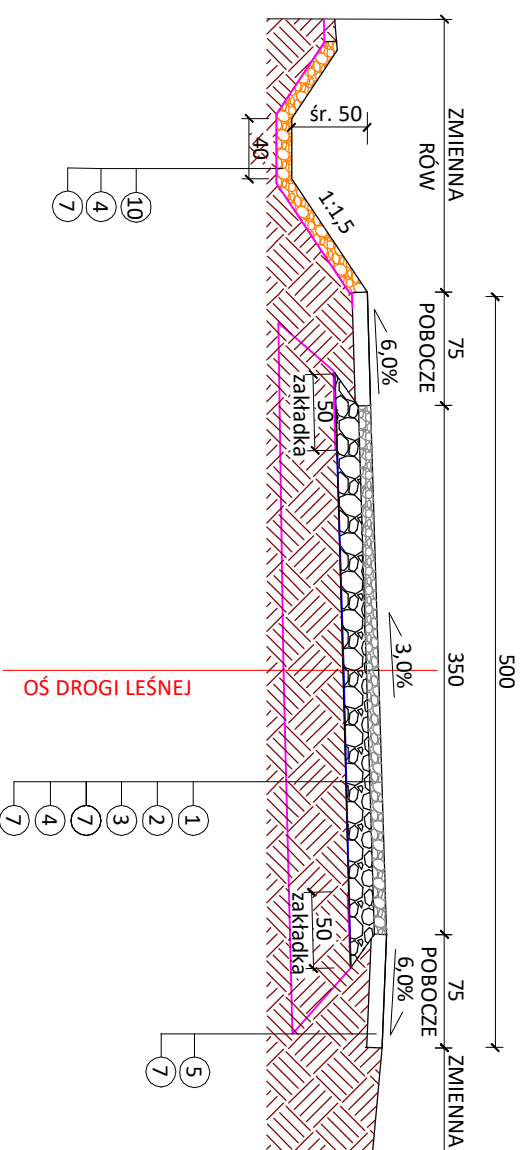 500
ZMIENNA
RÓW
75
POBOCZE
350
75
POBOCZE
ZMIENNA
śr. 50
1:1,5
6,0%
3,0%
6,0%
40
50
zakładka
50
zakładka
OŚ DROGI LEŚNEJ
10
4
7
1
2
3
7
4
7
5
7